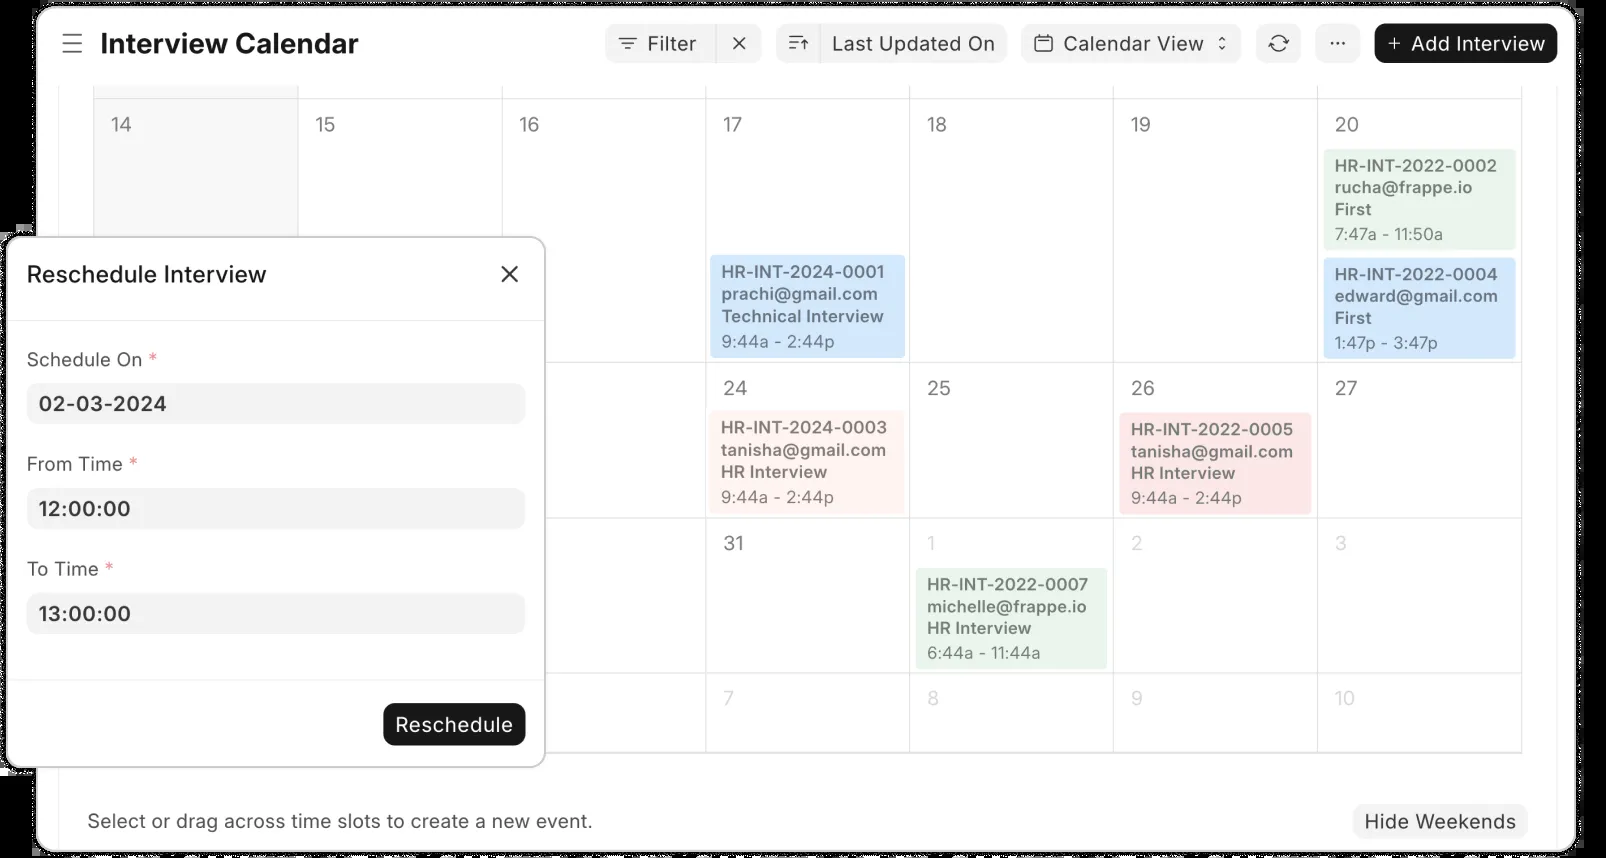 Interview Calendar
Filter
Last Updated On
Calendar View
+ Add Interview
14
15
16
17
18
19
20
HR-INT-2022-0002
rucha@frappe.io
First
7:47a - 11:50a
HR-INT-2024-0001
prachi@gmail.com
Technical Interview
9:44a - 2:44p
HR-INT-2022-0004
edward@gmail.com
First
1:47p - 3:47p
24
25
26
27
HR-INT-2024-0003
tanisha@gmail.com
HR Interview
9:44a - 2:44p
HR-INT-2022-0005
tanisha@gmail.com
HR Interview
9:44a - 2:44p
31
1
2
3
HR-INT-2022-0007
michelle@frappe.io
HR Interview
6:44a - 11:44a
7
8
9
10
Reschedule Interview
Schedule On *
02-03-2024
From Time *
12:00:00
To Time *
13:00:00
Reschedule
Select or drag across time slots to create a new event.
Hide Weekends